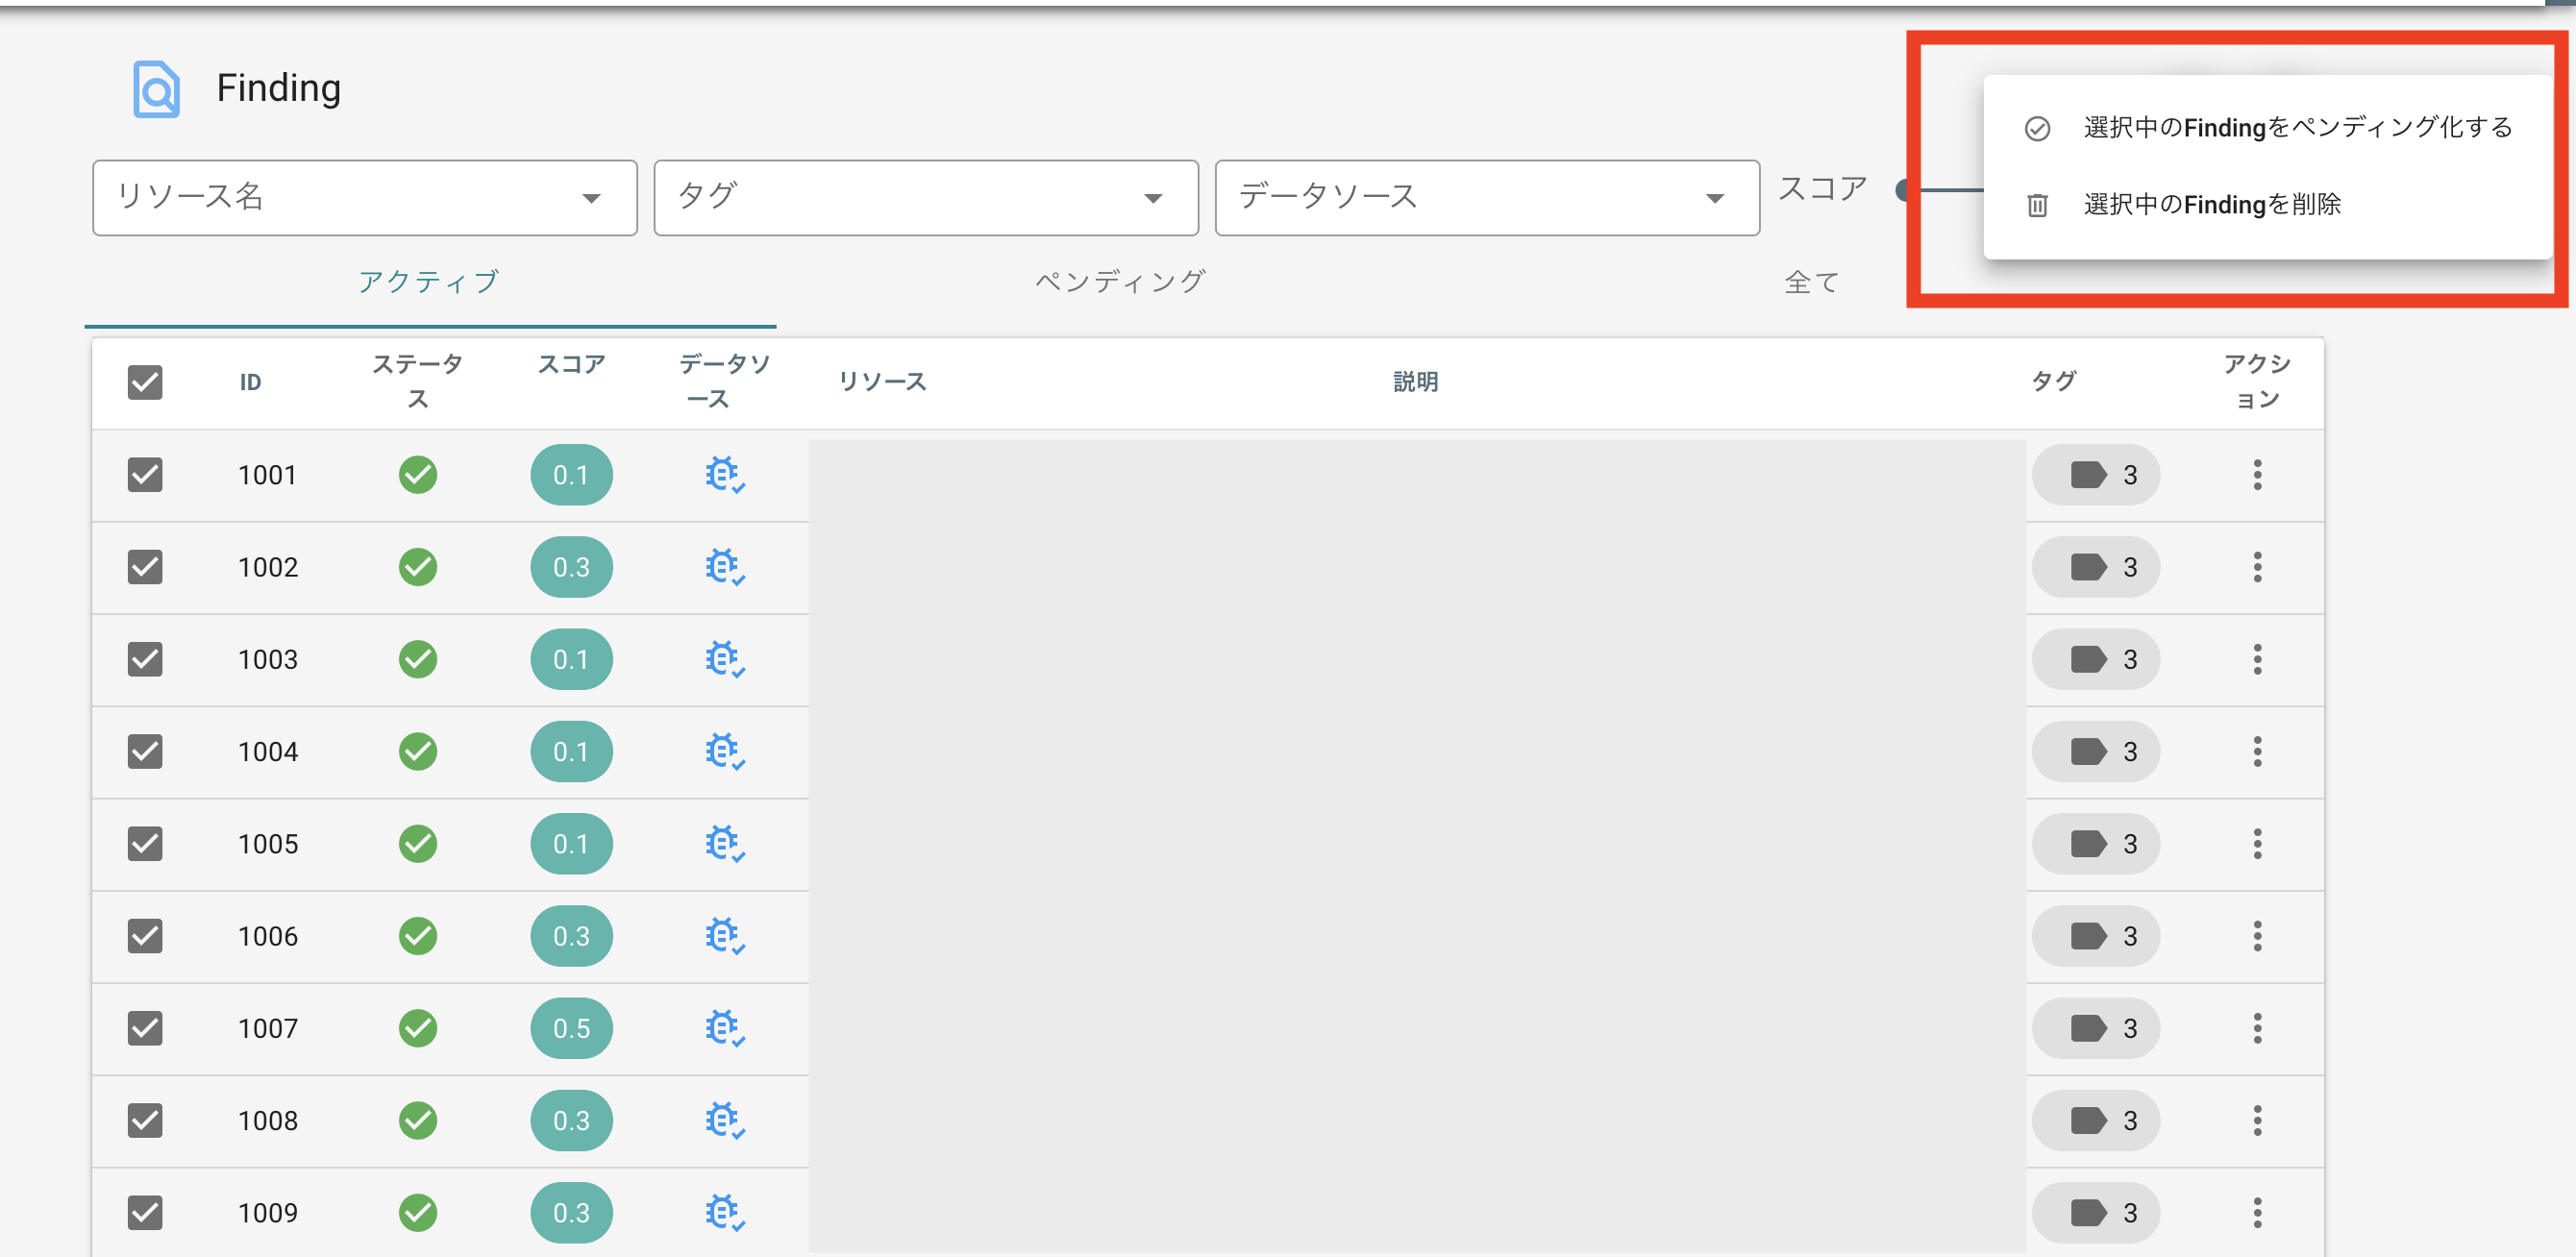 Finding
選択中のFindingをペンディング化する
選択中のFindingを削除
リソース名
タグ
データソース
スコア
アクティブ
ペンディング
全て
ID
ステータ
ス
スコア
データソ
ース
リソース
説明
タグ
アクシ
ョン
1001 0.1 3
1002 0.3 3
1003 0.1 3
1004 0.1 3
1005 0.1 3
1006 0.3 3
1007 0.5 3
1008 0.3 3
1009 0.3 3